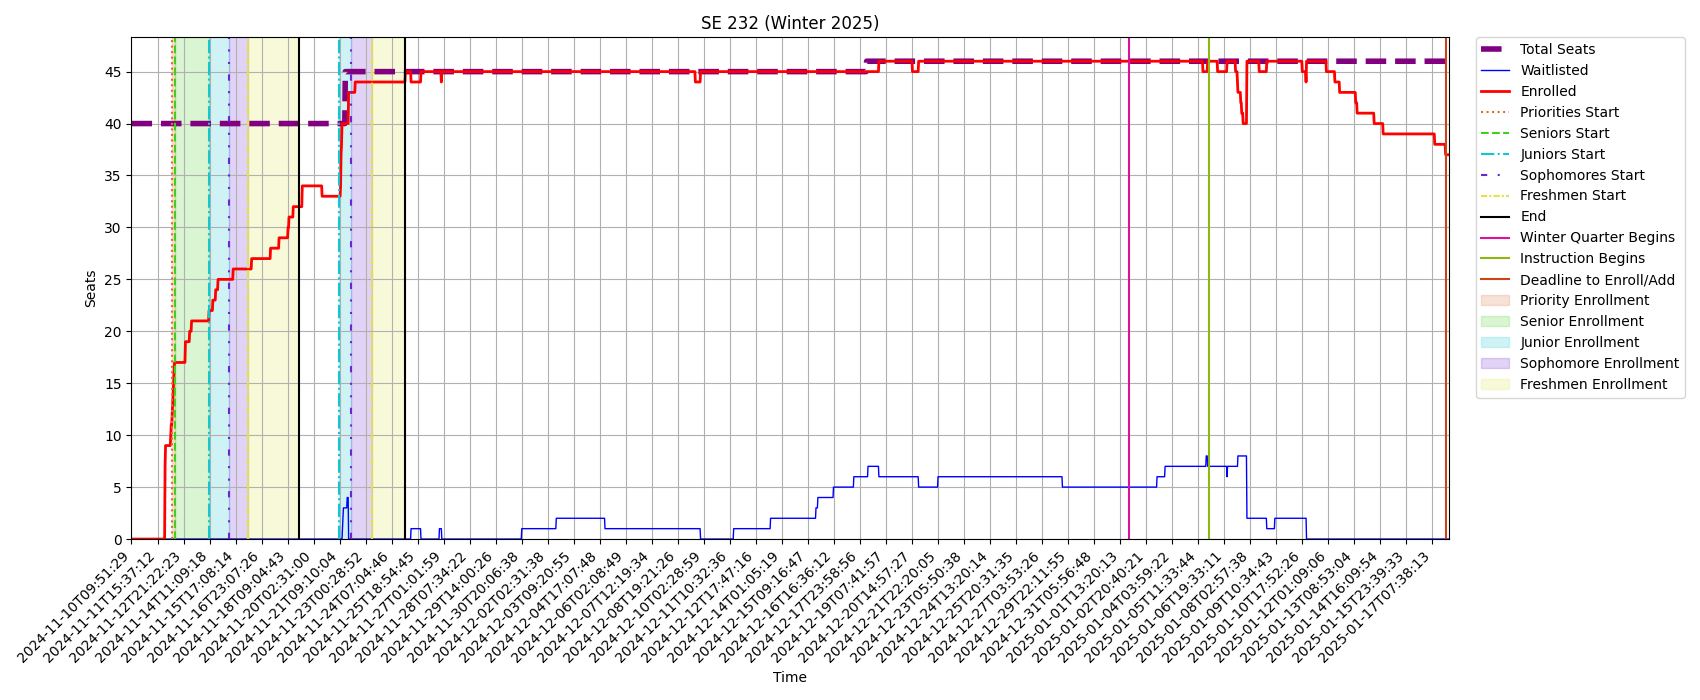 SE 232 (Winter 2025)
Seats
45
40
35
30
25
20
15
10
5
0
2024-11-10T09:51:29
2024-11-11T15:37:12
2024-11-12T21:22:23
2024-11-14T11:09:18
2024-11-15T17:08:14
2024-11-16T23:07:26
2024-11-18T09:04:43
2024-11-20T02:31:00
2024-11-21T09:10:04
2024-11-23T00:28:52
2024-11-24T07:04:46
2024-11-25T18:54:45
2024-11-27T01:01:59
2024-11-28T07:34:22
2024-11-29T14:00:26
2024-11-30T20:06:38
2024-12-02T02:31:38
2024-12-03T09:20:55
2024-12-04T17:07:48
2024-12-06T02:08:49
2024-12-07T12:19:34
2024-12-08T19:21:26
2024-12-10T02:28:59
2024-12-11T10:32:36
2024-12-12T17:47:16
2024-12-14T01:05:19
2024-12-15T09:16:47
2024-12-16T16:36:12
2024-12-17T23:58:56
2024-12-19T07:41:57
2024-12-20T14:57:27
2024-12-21T22:20:05
2024-12-23T05:50:38
2024-12-24T13:20:14
2024-12-25T20:31:35
2024-12-27T03:53:26
2024-12-29T22:11:55
2024-12-31T05:56:48
2025-01-01T13:20:13
2025-01-02T20:40:21
2025-01-04T03:59:22
2025-01-05T11:33:44
2025-01-06T19:33:11
2025-01-08T02:57:38
2025-01-09T10:34:43
2025-01-10T17:52:26
2025-01-12T01:09:06
2025-01-13T08:53:04
2025-01-14T16:09:54
2025-01-15T23:39:33
2025-01-17T07:38:13
Time
Total Seats
Waitlisted
Enrolled
Priorities Start
Seniors Start
Juniors Start
Sophomores Start
Freshmen Start
End
Winter Quarter Begins
Instruction Begins
Deadline to Enroll/Add
Priority Enrollment
Senior Enrollment
Junior Enrollment
Sophomore Enrollment
Freshmen Enrollment